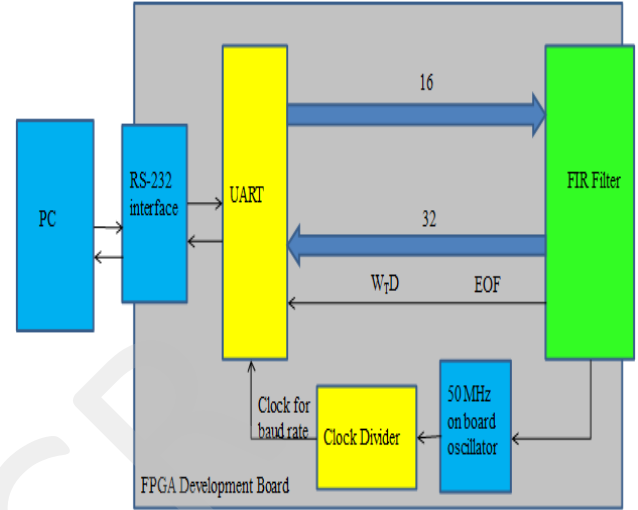 16
FIR Filter
RS-232
interface
UART
PC
32
WTD
EOF
50 MHz
on board
oscillator
Clock for
baud rate
Clock Divider
FPGA Development Board